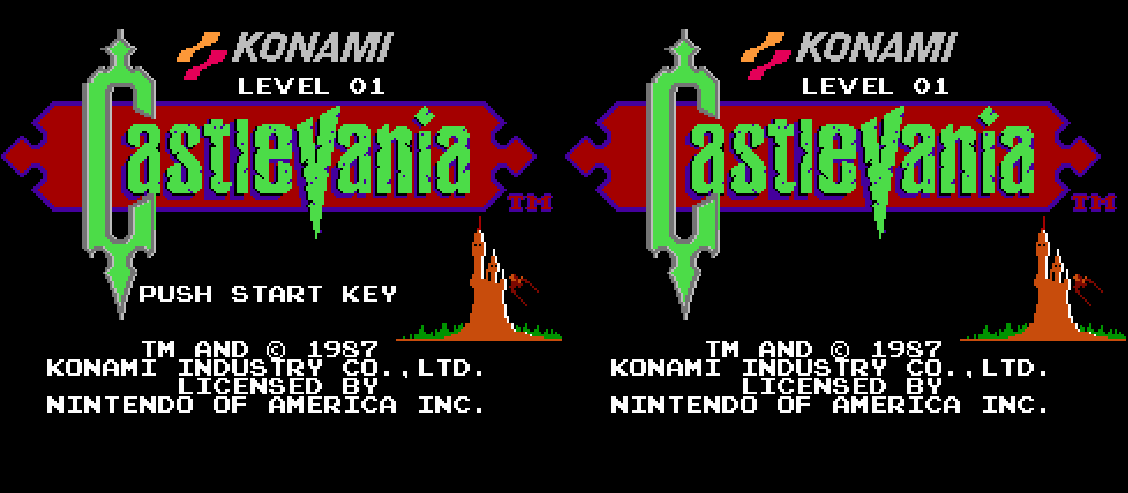 KONAMI
LEVEL 01
Castlevania
TM
PUSH START KEY
TM AND © 1987
KONAMI INDUSTRY CO.,LTD.
LICENSED BY
NINTENDO OF AMERICA INC.
KONAMI
LEVEL 01
Castlevania
TM
TM AND © 1987
KONAMI INDUSTRY CO.,LTD.
LICENSED BY
NINTENDO OF AMERICA INC.